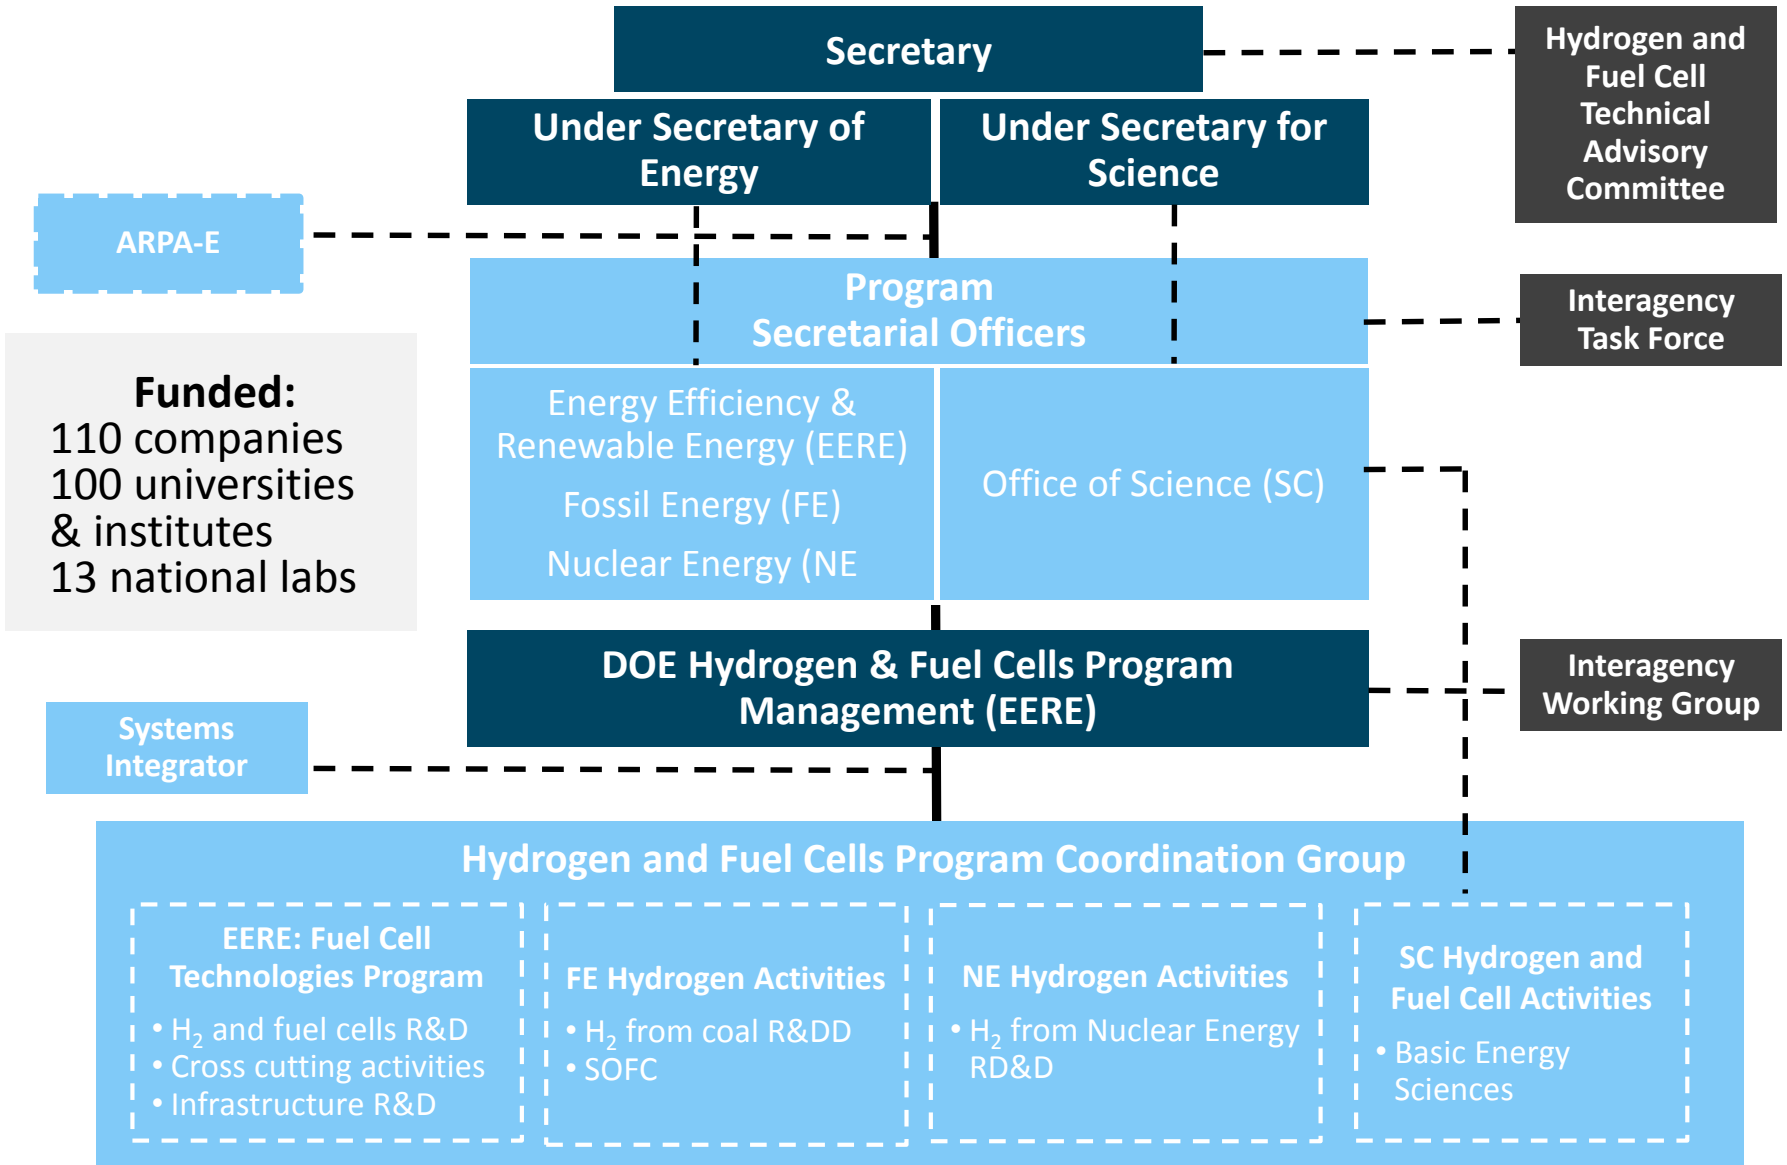 Secretary
Hydrogen and
Fuel Cell
Technical
Advisory
Committee
Under Secretary of
Energy
Under Secretary for
Science
ARPA-E
Program
Secretarial Officers
Interagency
Task Force
Funded:
110 companies
100 universities
& institutes
13 national labs
Energy Efficiency &
Renewable Energy (EERE)
Fossil Energy (FE)
Nuclear Energy (NE
Office of Science (SC)
DOE Hydrogen & Fuel Cells Program
Management (EERE)
Interagency
Working Group
Systems
Integrator
Hydrogen and Fuel Cells Program Coordination Group
EERE: Fuel Cell
Technologies Program
• H₂ and fuel cells R&D
• Cross cutting activities
• Infrastructure R&D
FE Hydrogen Activities
• H₂ from coal R&DD
• SOFC
NE Hydrogen Activities
• H₂ from Nuclear Energy
RD&D
SC Hydrogen and
Fuel Cell Activities
• Basic Energy
Sciences